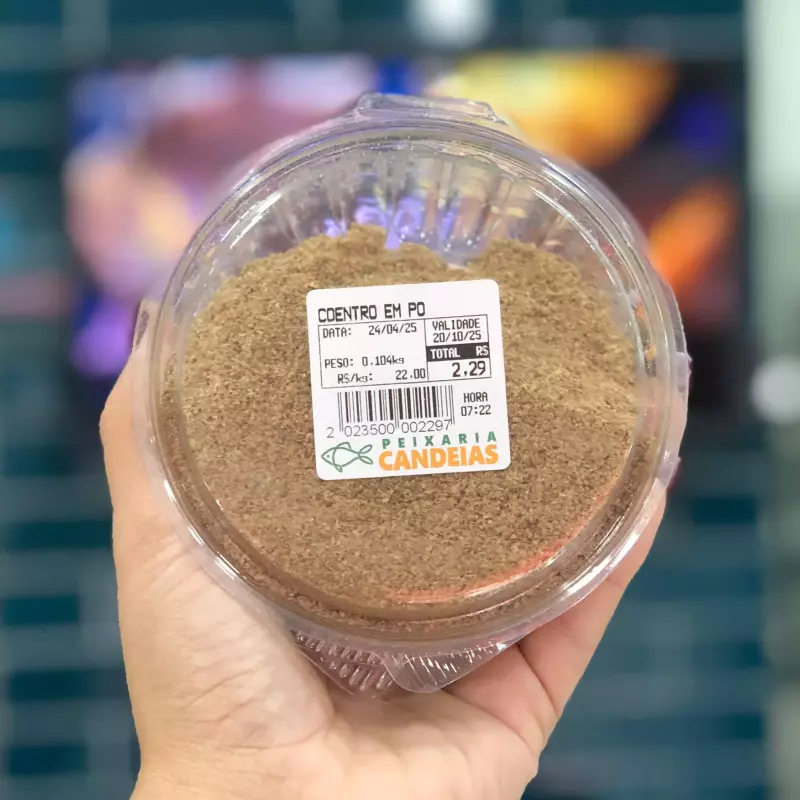 COENTRO EM PO
DATA: 24/04/25
VALIDADE
20/10/25
PESO: 0.104kg
TOTAL R$
R$/kg: 22.00
2,29
HORA
07:22
2 023500 002297
PEIXARIA
CANDEIAS